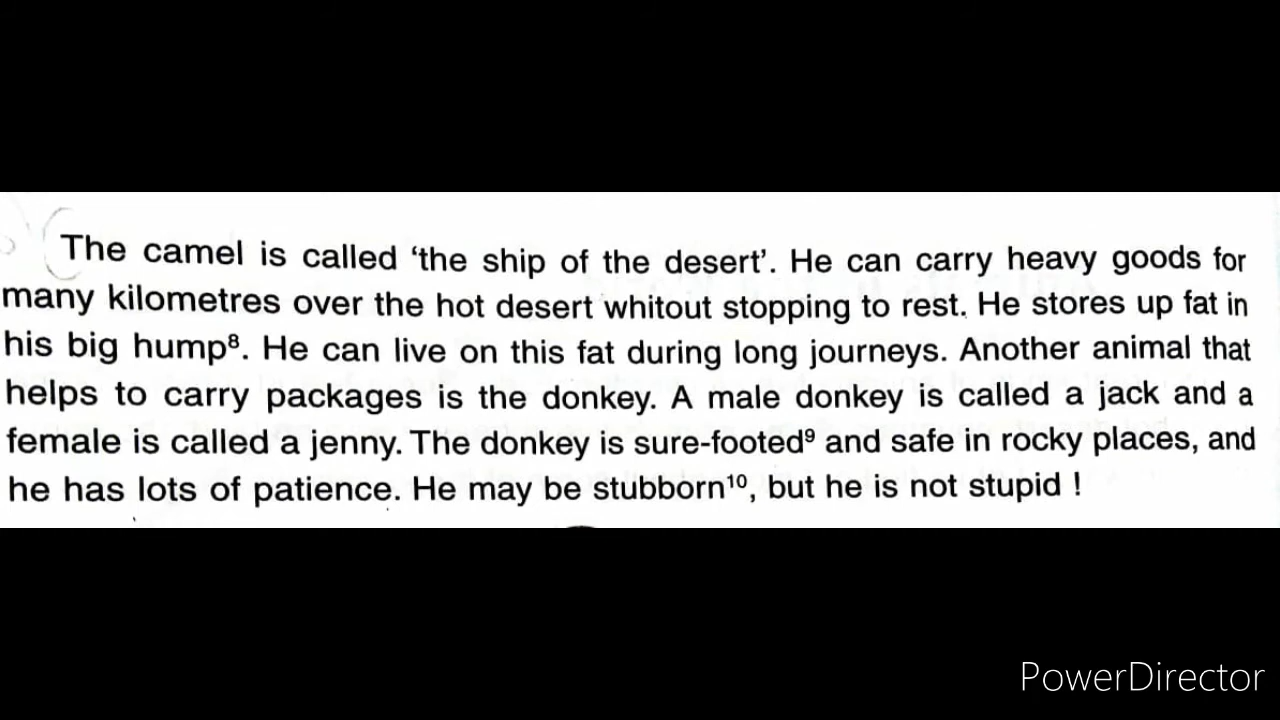 The camel is called ‘the ship of the desert’. He can carry heavy goods for
many kilometres over the hot desert whitout stopping to rest. He stores up fat in
his big hump⁸. He can live on this fat during long journeys. Another animal that
helps to carry packages is the donkey. A male donkey is called a jack and a
female is called a jenny. The donkey is sure-footed⁹ and safe in rocky places, and
he has lots of patience. He may be stubborn¹⁰, but he is not stupid !
PowerDirector